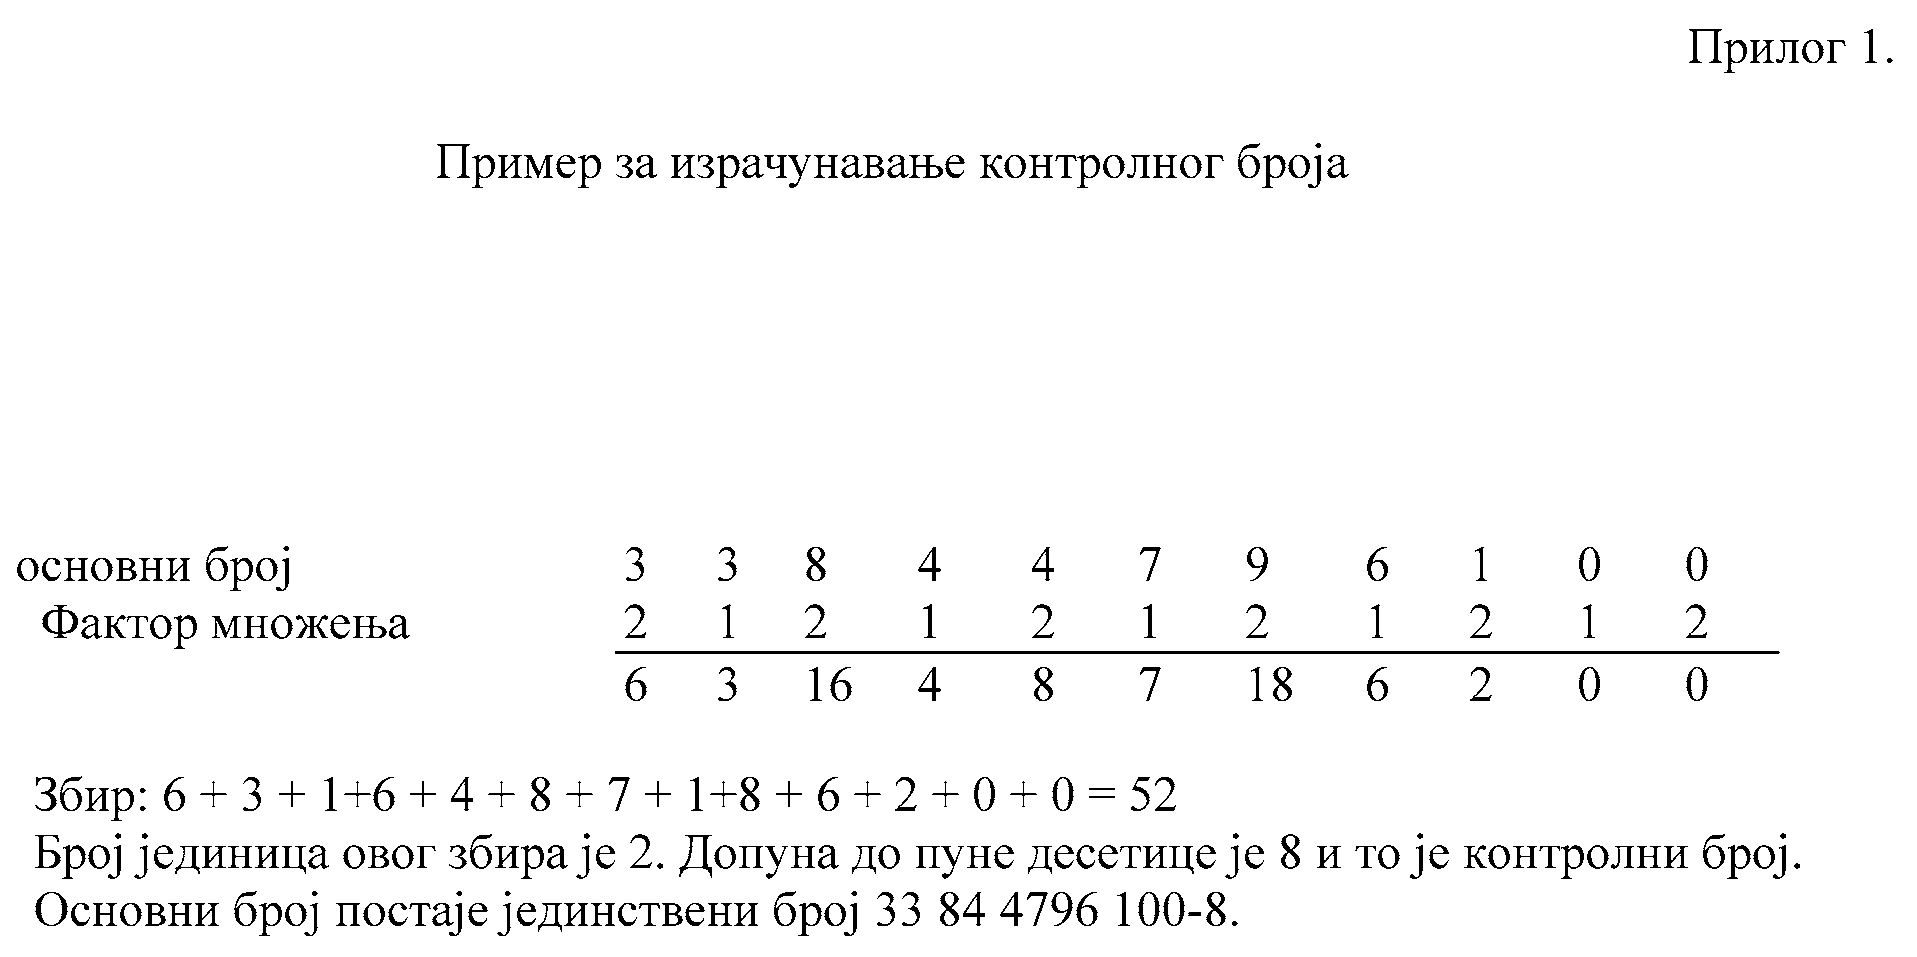 Прилог 1.
Пример за израчунавање контролног броја
основни број 3 3 8 4 4 7 9 6 1 0 0
Фактор множења 2 1 2 1 2 1 2 1 2 1 2
6 3 16 4 8 7 18 6 2 0 0
Збир: 6 + 3 + 1+6 + 4 + 8 + 7 + 1+8 + 6 + 2 + 0 + 0 = 52
Број јединица овог збира је 2. Допуна до пуне десетице је 8 и то је контролни број.
Основни број постаје јединствени број 33 84 4796 100-8.